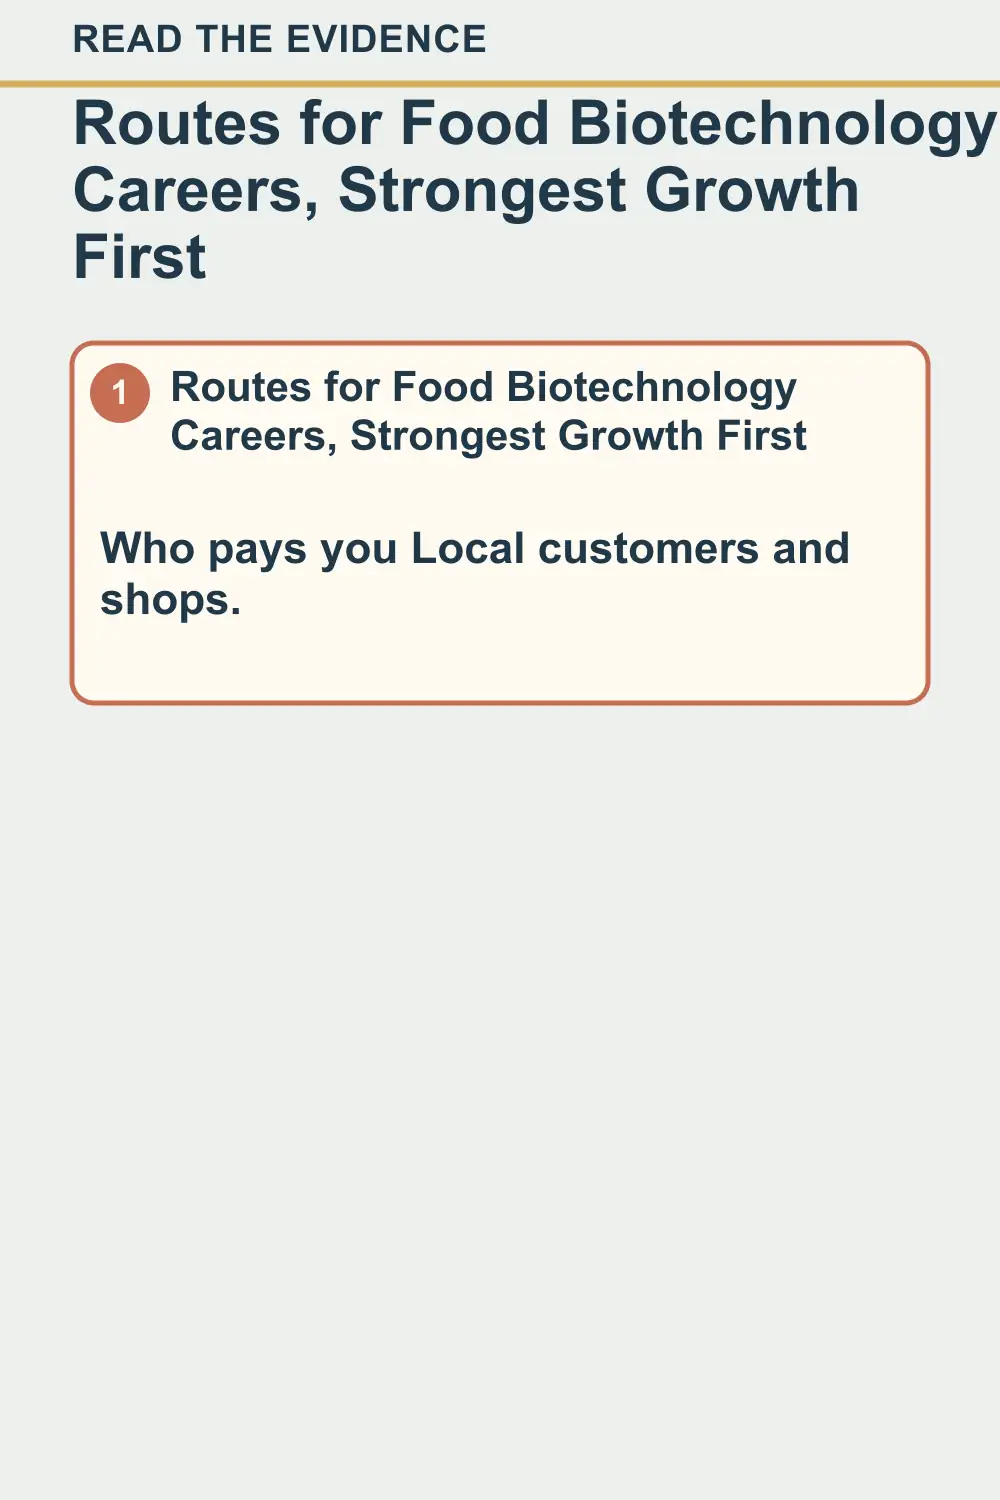 READ THE EVIDENCE
Routes for Food Biotechnology
Careers, Strongest Growth
First
1
Routes for Food Biotechnology
Careers, Strongest Growth First
Who pays you Local customers and
shops.